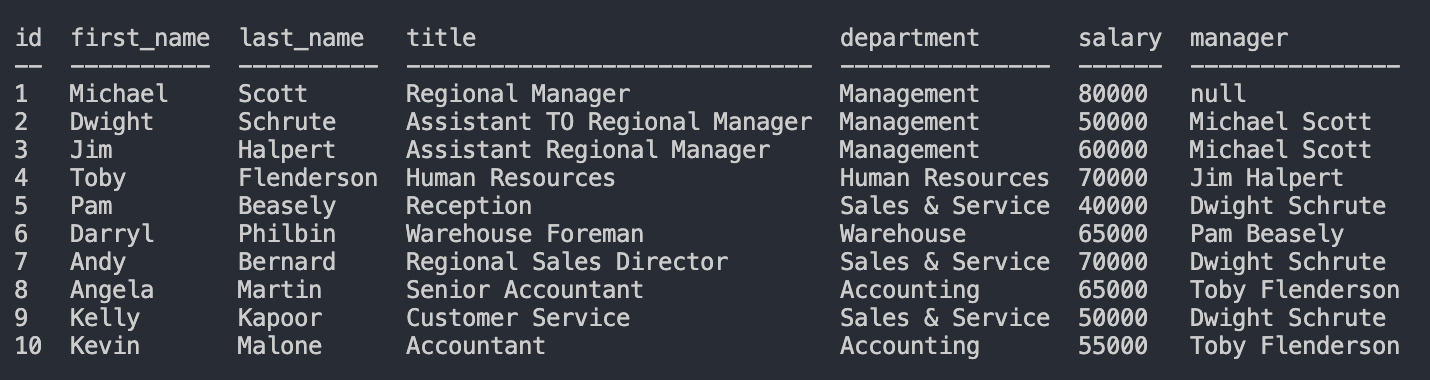 id  first_name  last_name   title                          department       salary  manager
--  ----------  ----------  -----------------------------  ---------------  ------  ---------------
1   Michael     Scott       Regional Manager               Management       80000   null
2   Dwight      Schrute     Assistant TO Regional Manager  Management       50000   Michael Scott
3   Jim         Halpert     Assistant Regional Manager     Management       60000   Michael Scott
4   Toby        Flenderson  Human Resources                Human Resources  70000   Jim Halpert
5   Pam         Beasely     Reception                      Sales & Service  40000   Dwight Schrute
6   Darryl      Philbin     Warehouse Foreman              Warehouse        65000   Pam Beasely
7   Andy        Bernard     Regional Sales Director        Sales & Service  70000   Dwight Schrute
8   Angela      Martin      Senior Accountant              Accounting       65000   Toby Flenderson
9   Kelly       Kapoor      Customer Service               Sales & Service  50000   Dwight Schrute
10  Kevin       Malone      Accountant                     Accounting       55000   Toby Flenderson